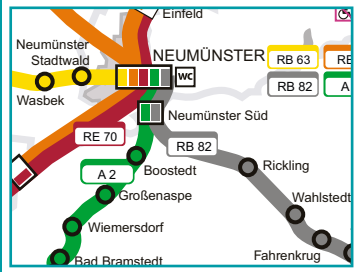 Einfeld
Neumünster
Stadtwald
NEUMÜNSTER
RB 63
RE
WC
RB 82
A
Wasbek
Neumünster Süd
RE 70
RB 82
A 2
Boostedt
Rickling
Großenaspe
Wahlstedt
Wiemersdorf
Fahrenkrug
Bad Bramstedt